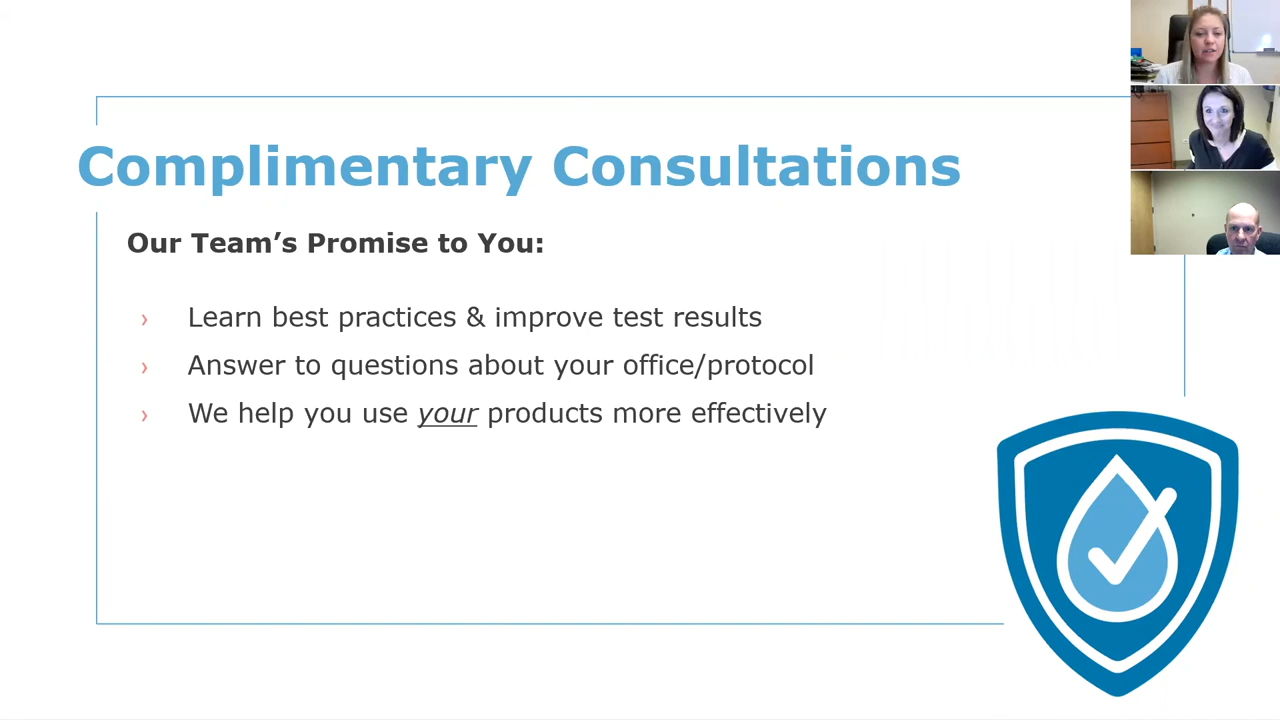 Complimentary Consultations
Our Team’s Promise to You:
› Learn best practices & improve test results
› Answer to questions about your office/protocol
› We help you use your products more effectively